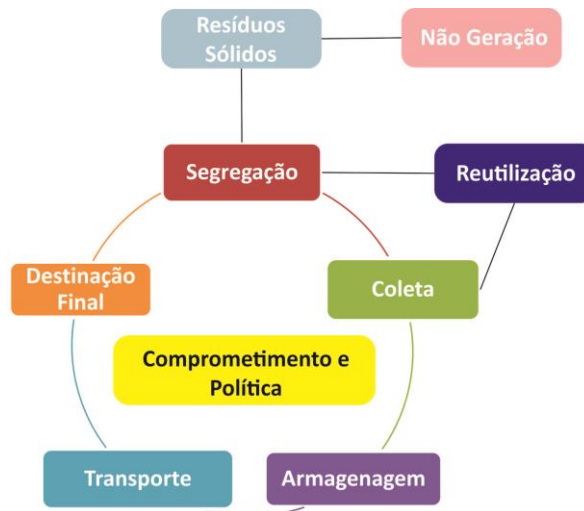 Resíduos
Sólidos
Não Geração
Segregação
Reutilização
Destinação
Final
Coleta
Comprometimento e
Política
Transporte
Armagenagem